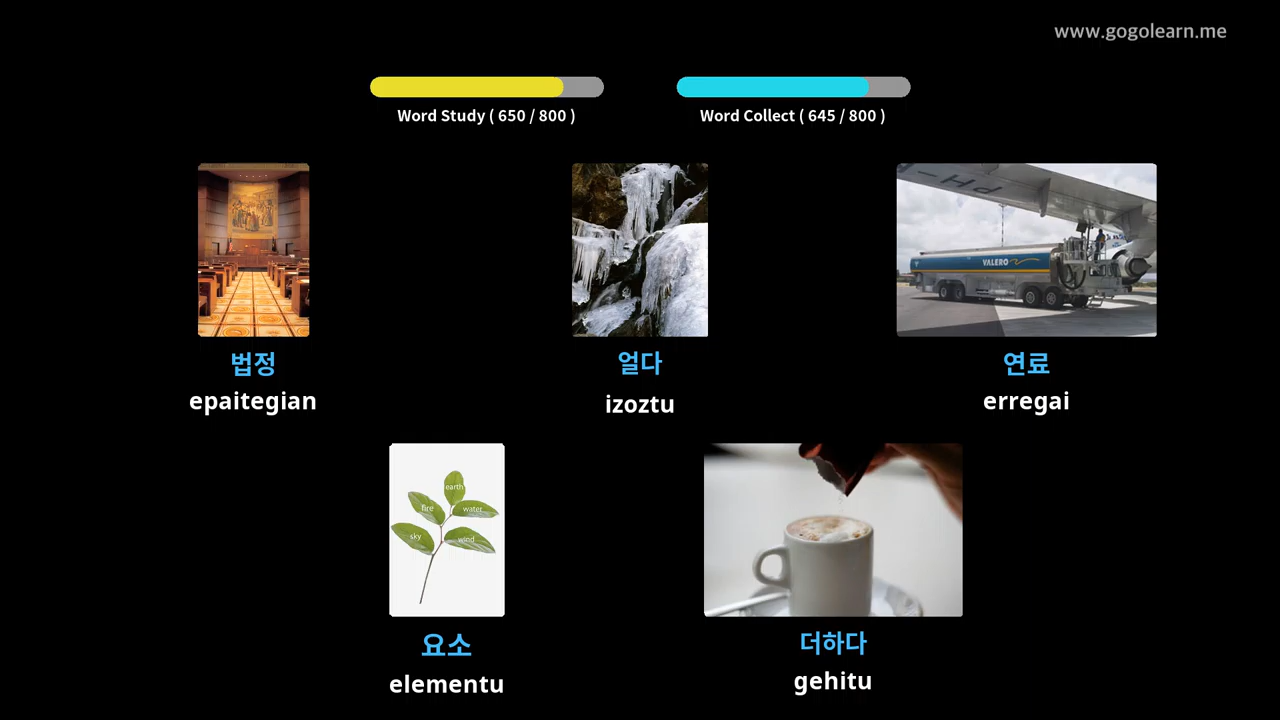 www.gogolearn.me
Word Study ( 650 / 800 )
Word Collect ( 645 / 800 )
PH-
VALERO
법정
epaitegian
얼다
izoztu
연료
erregai
earth
fire
water
sky
wind
요소
elementu
더하다
gehitu